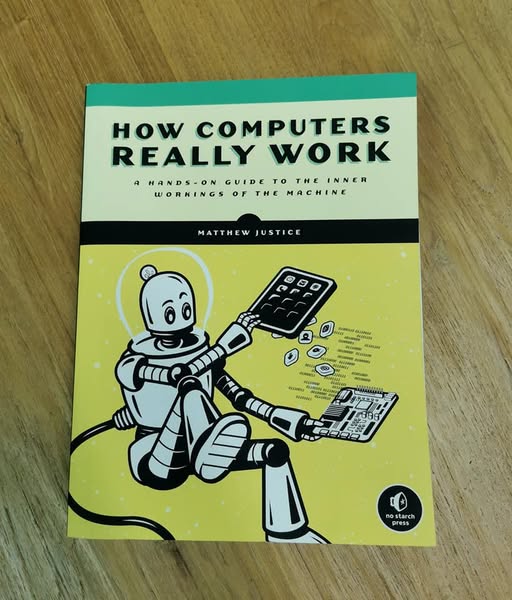 HOW COMPUTERS
REALLY WORK
A HANDS-ON GUIDE TO THE INNER
WORKINGS OF THE MACHINE
MATTHEW JUSTICE
no starch
press